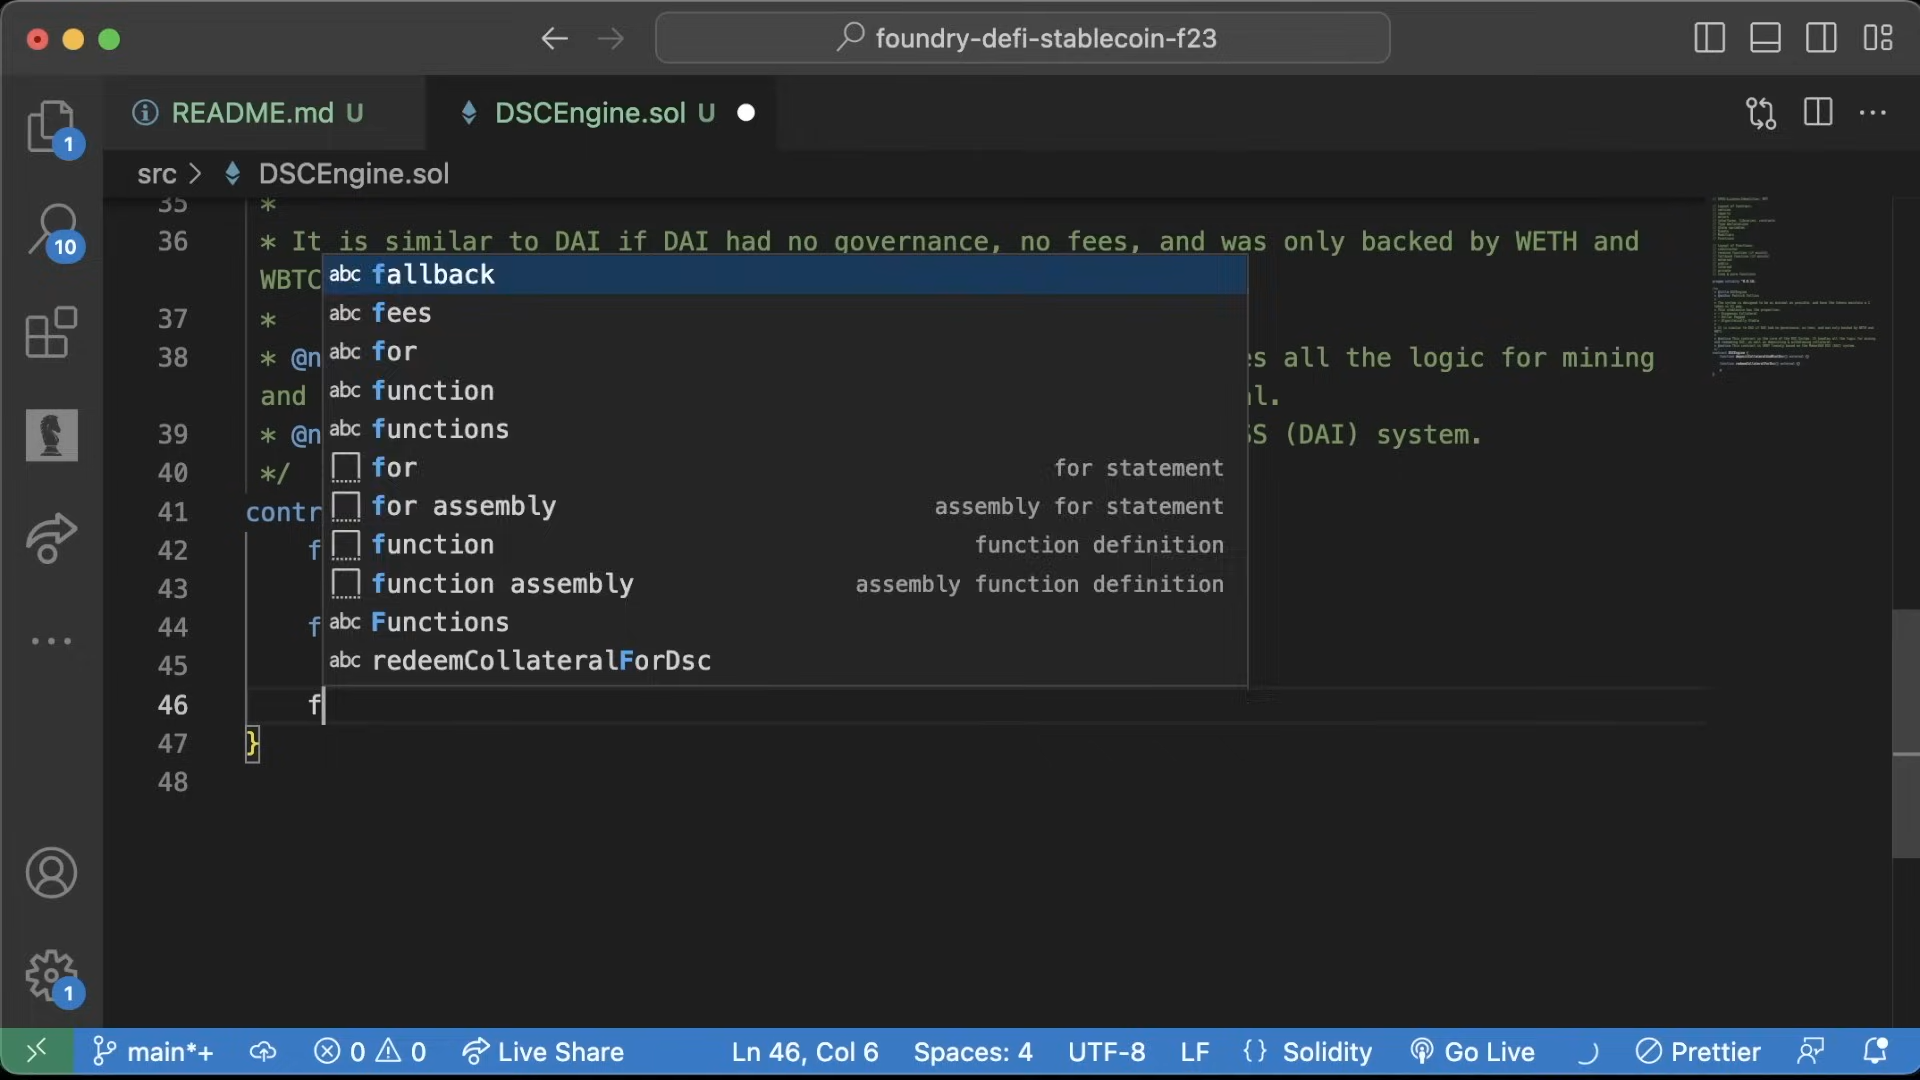 foundry-defi-stablecoin-f23
README.md U
DSCEngine.sol U
src > DSCEngine.sol
35 *
36 * It is similar to DAI if DAI had no governance, no fees, and was only backed by WETH and
WBTC
37 *
38 * @n
es all the logic for mining
and
al.
39 * @n
SS (DAI) system.
40 */
41 contr
42 f
43
44 f
45
46 f
47 }
48
abc fallback
abc fees
abc for
abc function
abc functions
for for statement
for assembly assembly for statement
function function definition
function assembly assembly function definition
abc Functions
abc redeemCollateralForDsc
1
10
1
main*+ 0 0 Live Share Ln 46, Col 6 Spaces: 4 UTF-8 LF {} Solidity Go Live Prettier